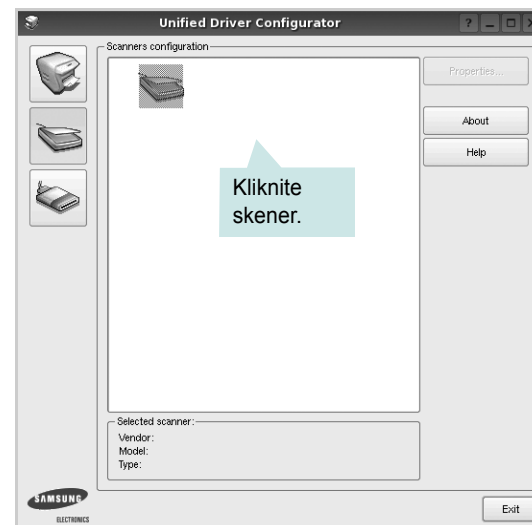 Unified Driver Configurator
Scanners configuration
Properties...
About
Help
Kliknite
skener.
Selected scanner:
Vendor:
Model:
Type:
SAMSUNG
ELECTRONICS
Exit